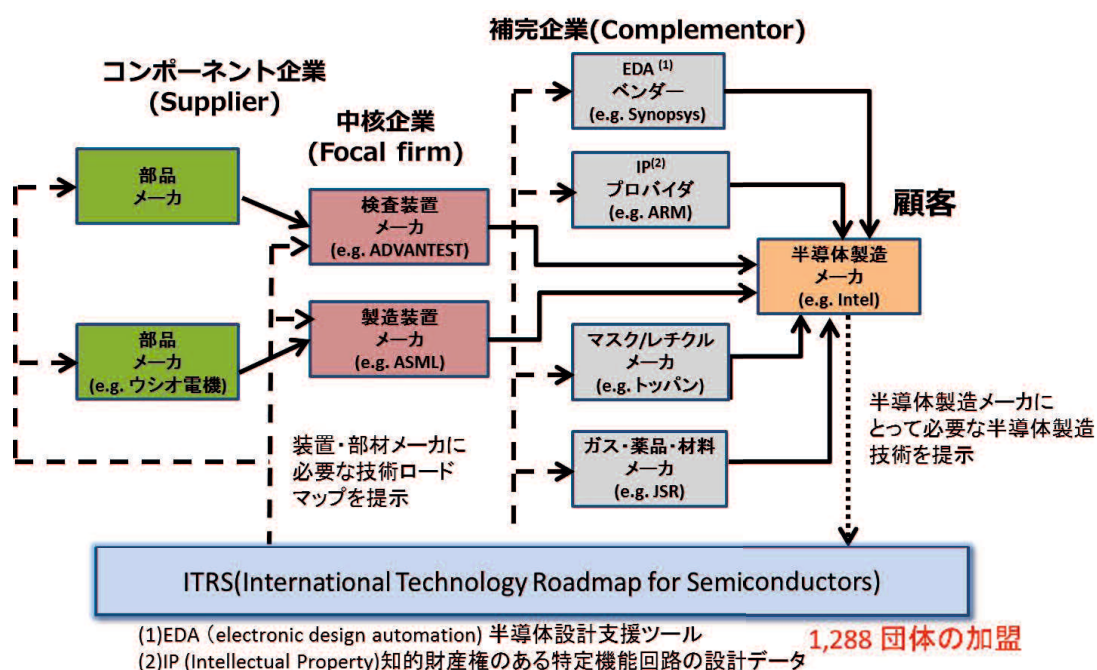 補完企業(Complementor)
コンポーネント企業
(Supplier)
中核企業
(Focal firm)
顧客
部品
メーカ
部品
メーカ
(e.g. ウシオ電機)
検査装置
メーカ
(e.g. ADVANTEST)
製造装置
メーカ
(e.g. ASML)
EDA (1)
ベンダー
(e.g. Synopsys)
IP(2)
プロバイダ
(e.g. ARM)
マスク/レチクル
メーカ
(e.g. トッパン)
ガス・薬品・材料
メーカ
(e.g. JSR)
半導体製造
メーカ
(e.g. Intel)
装置・部材メーカに
必要な技術ロード
マップを提示
半導体製造メーカに
とって必要な半導体製造
技術を提示
ITRS(International Technology Roadmap for Semiconductors)
(1)EDA（electronic design automation) 半導体設計支援ツール
(2)IP (Intellectual Property)知的財産権のある特定機能回路の設計データ
1,288 団体の加盟